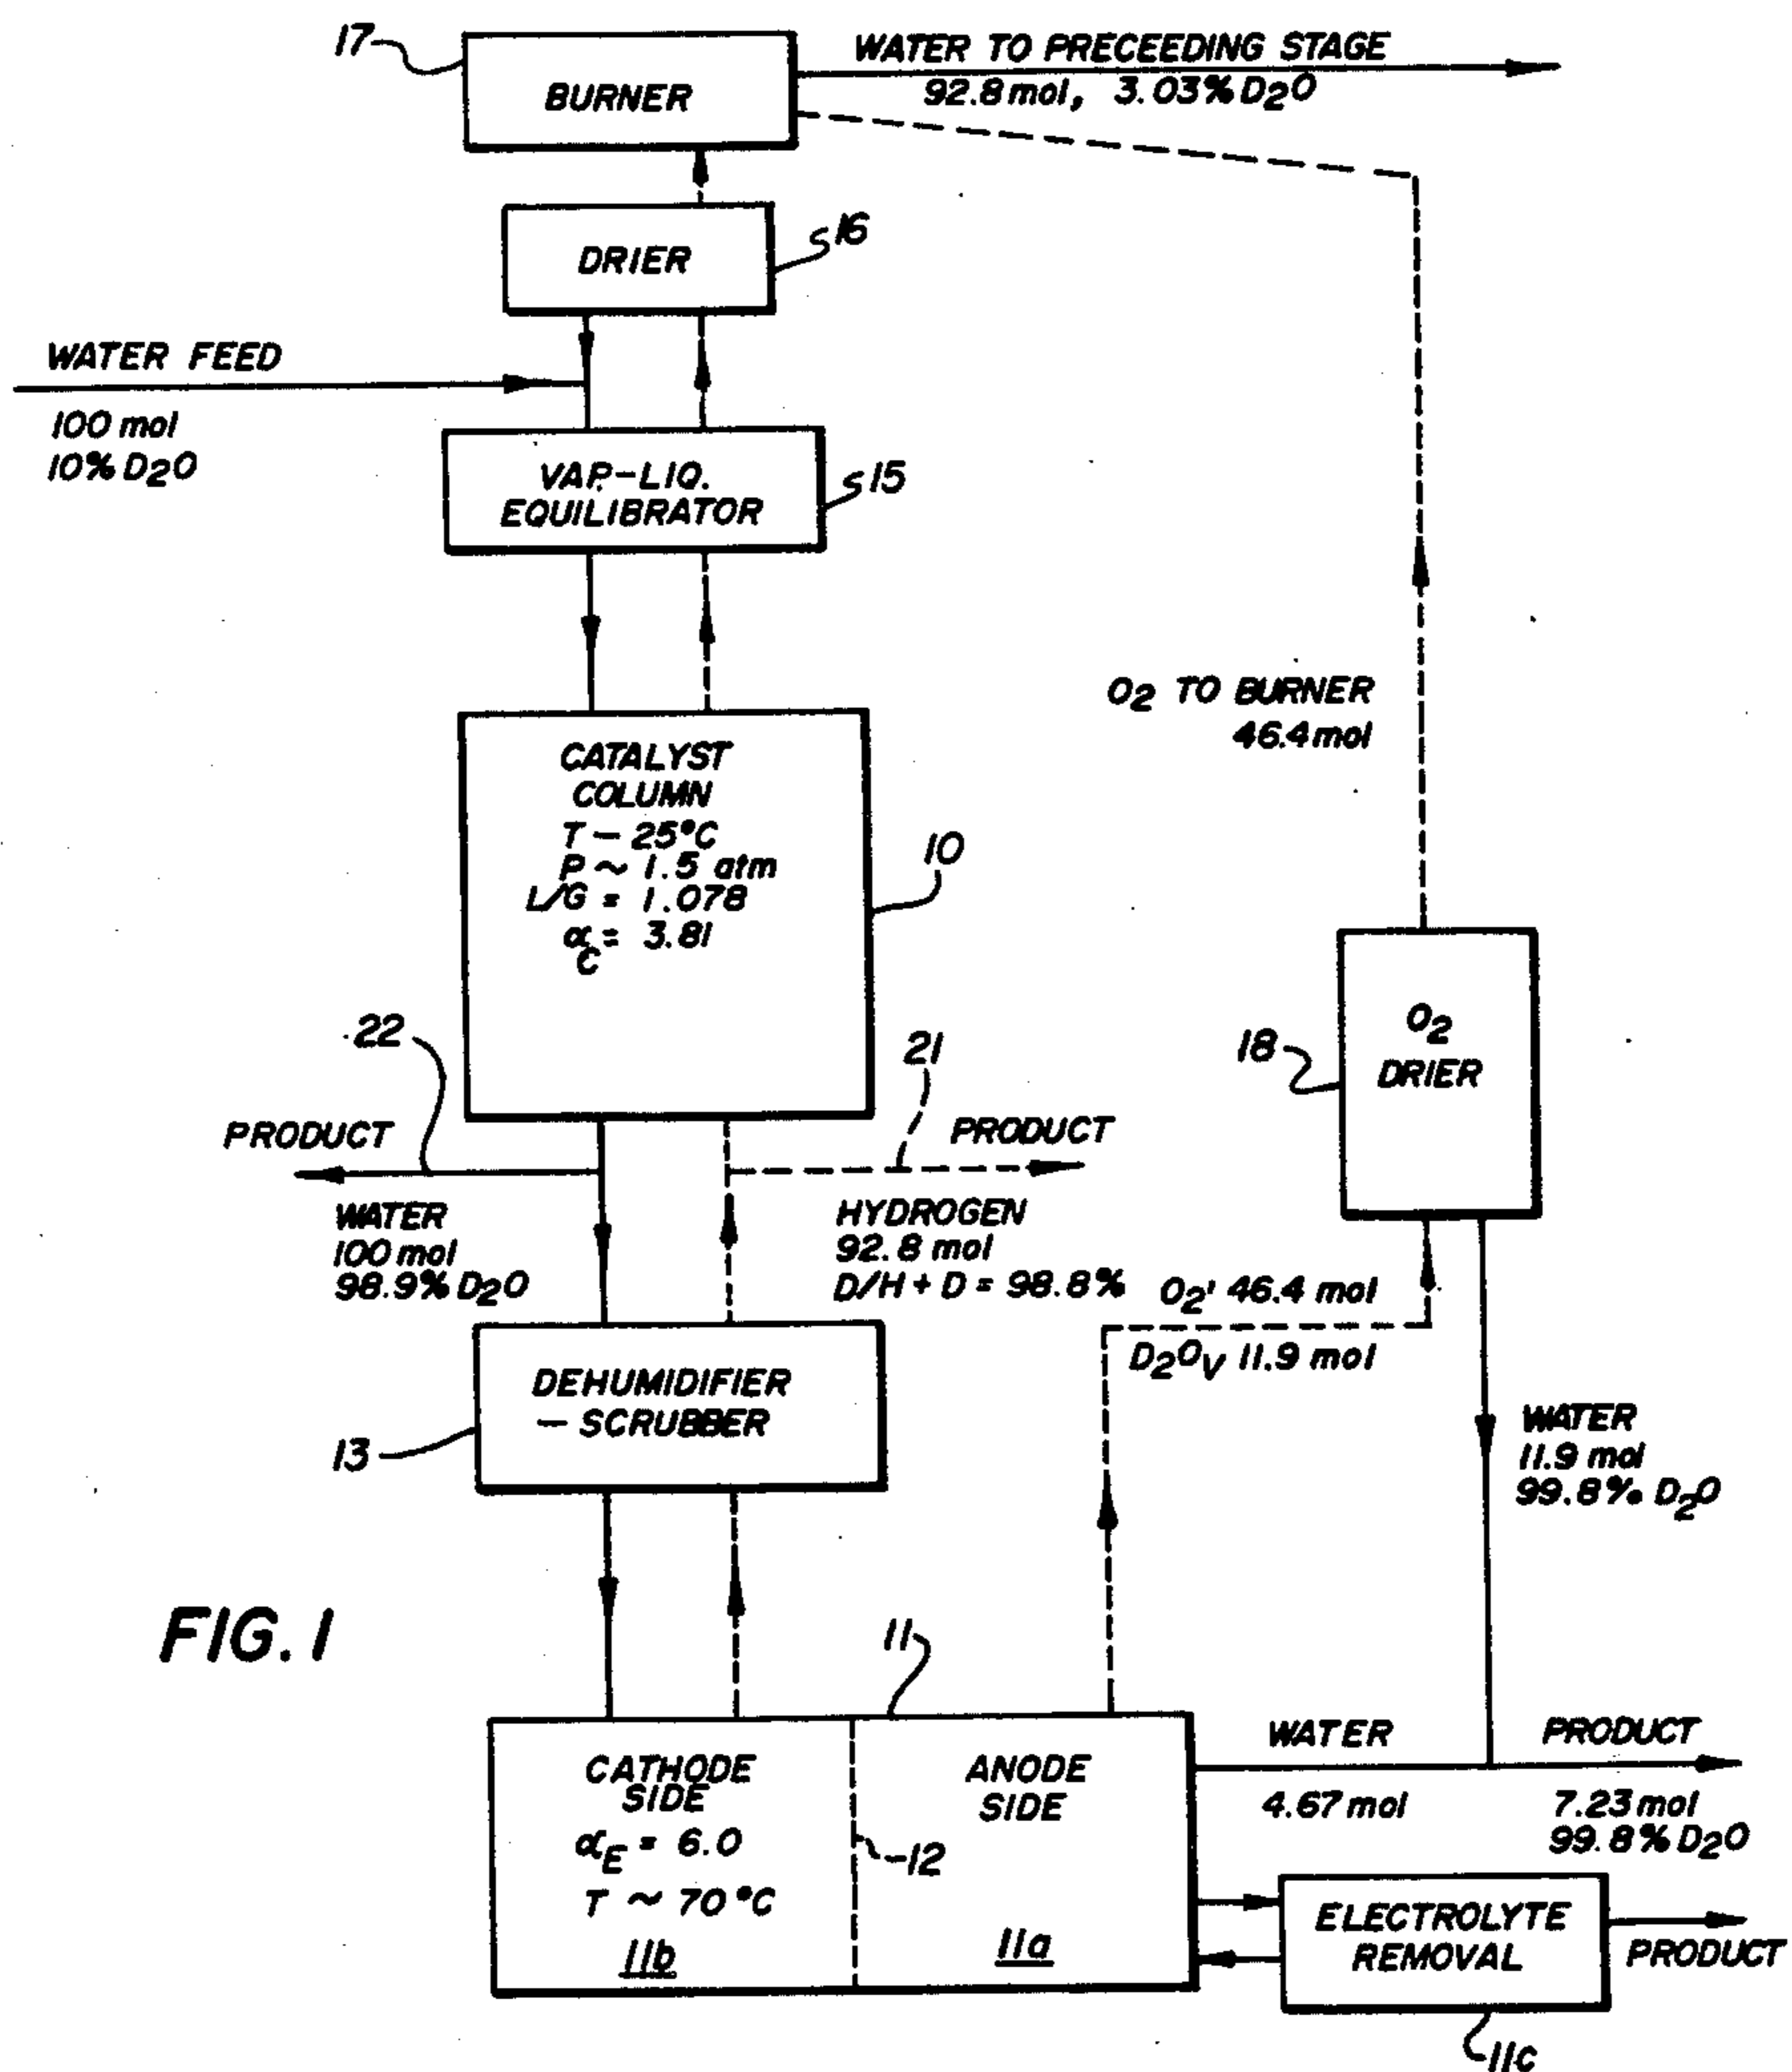 17
BURNER
WATER TO PRECEEDING STAGE
92.8 mol, 3.03% D2O
DRIER
16
WATER FEED
100 mol
10% D2O
VAP.-LIQ.
EQUILIBRATOR
15
CATALYST
COLUMN
T - 25°C
P ~ 1.5 atm
L/G = 1.078
αC = 3.81
10
O2 TO BURNER
46.4 mol
O2
DRIER
18
22
21
PRODUCT
WATER
100 mol
98.9% D2O
PRODUCT
HYDROGEN
92.8 mol
D/H + D = 98.8%
O2' 46.4 mol
D2OV 11.9 mol
DEHUMIDIFIER
- SCRUBBER
13
WATER
11.9 mol
99.8% D2O
FIG. 1
11
CATHODE
SIDE
αE = 6.0
T ~ 70°C
11b
12
ANODE
SIDE
11a
WATER
4.67 mol
PRODUCT
7.23 mol
99.8% D2O
ELECTROLYTE
REMOVAL
PRODUCT
11c